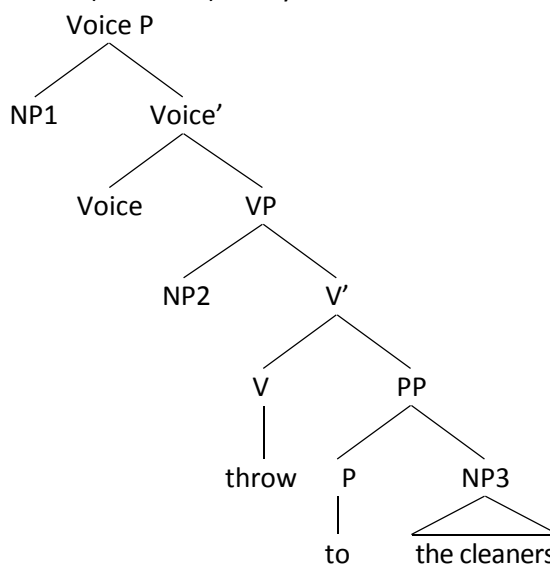 Voice P
NP1 Voice’
Voice VP
NP2 V’
V PP
throw P NP3
to the cleaners